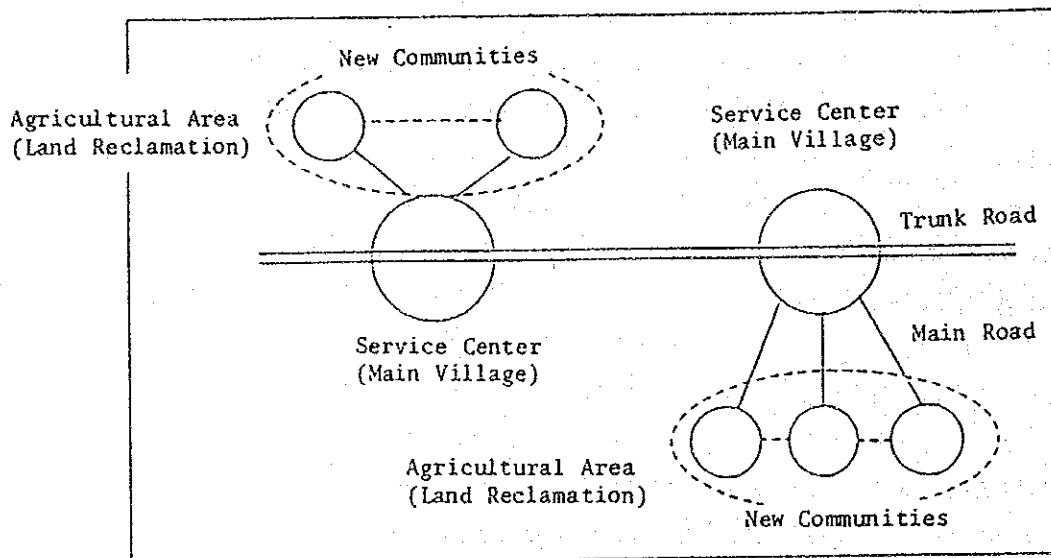 New Communities
Agricultural Area
(Land Reclamation)
Service Center
(Main Village)
Trunk Road
Service Center
(Main Village)
Main Road
Agricultural Area
(Land Reclamation)
New Communities